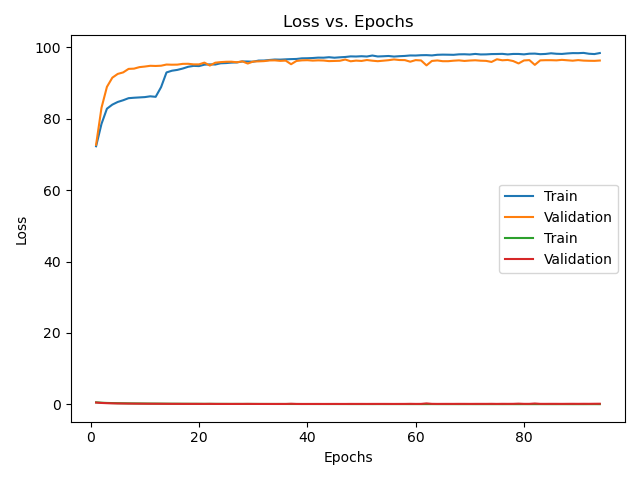 Loss vs. Epochs
Loss
100
80
60
40
20
0
Train
Validation
Train
Validation
0 20 40 60 80
Epochs